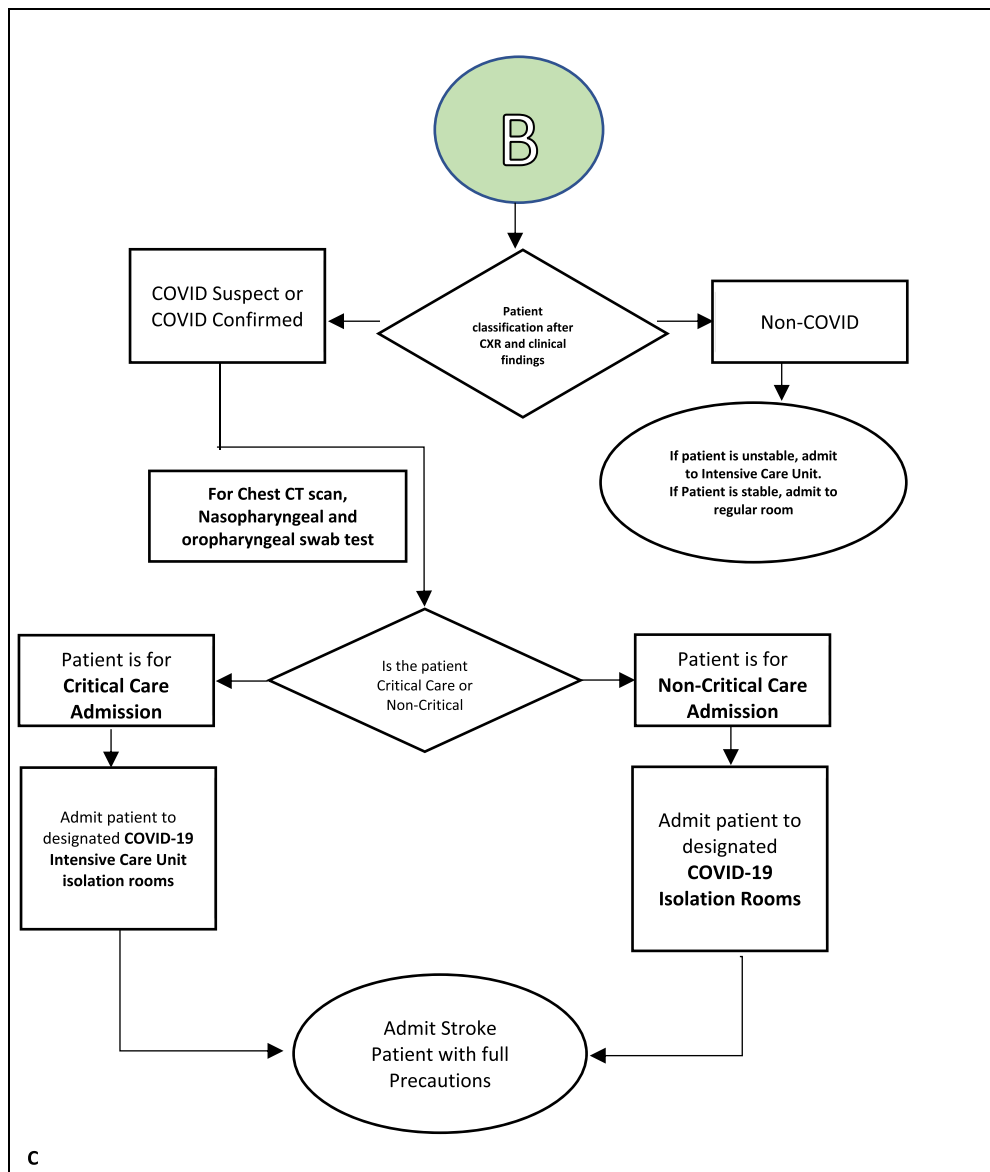 B
Patient
classification after
CXR and clinical
findings
COVID Suspect or
COVID Confirmed
Non-COVID
If patient is unstable, admit
to Intensive Care Unit.
If Patient is stable, admit to
regular room
For Chest CT scan,
Nasopharyngeal and
oropharyngeal swab test
Is the patient
Critical Care or
Non-Critical
Patient is for
Critical Care
Admission
Patient is for
Non-Critical Care
Admission
Admit patient to
designated COVID-19
Intensive Care Unit
isolation rooms
Admit patient to
designated
COVID-19
Isolation Rooms
Admit Stroke
Patient with full
Precautions
C